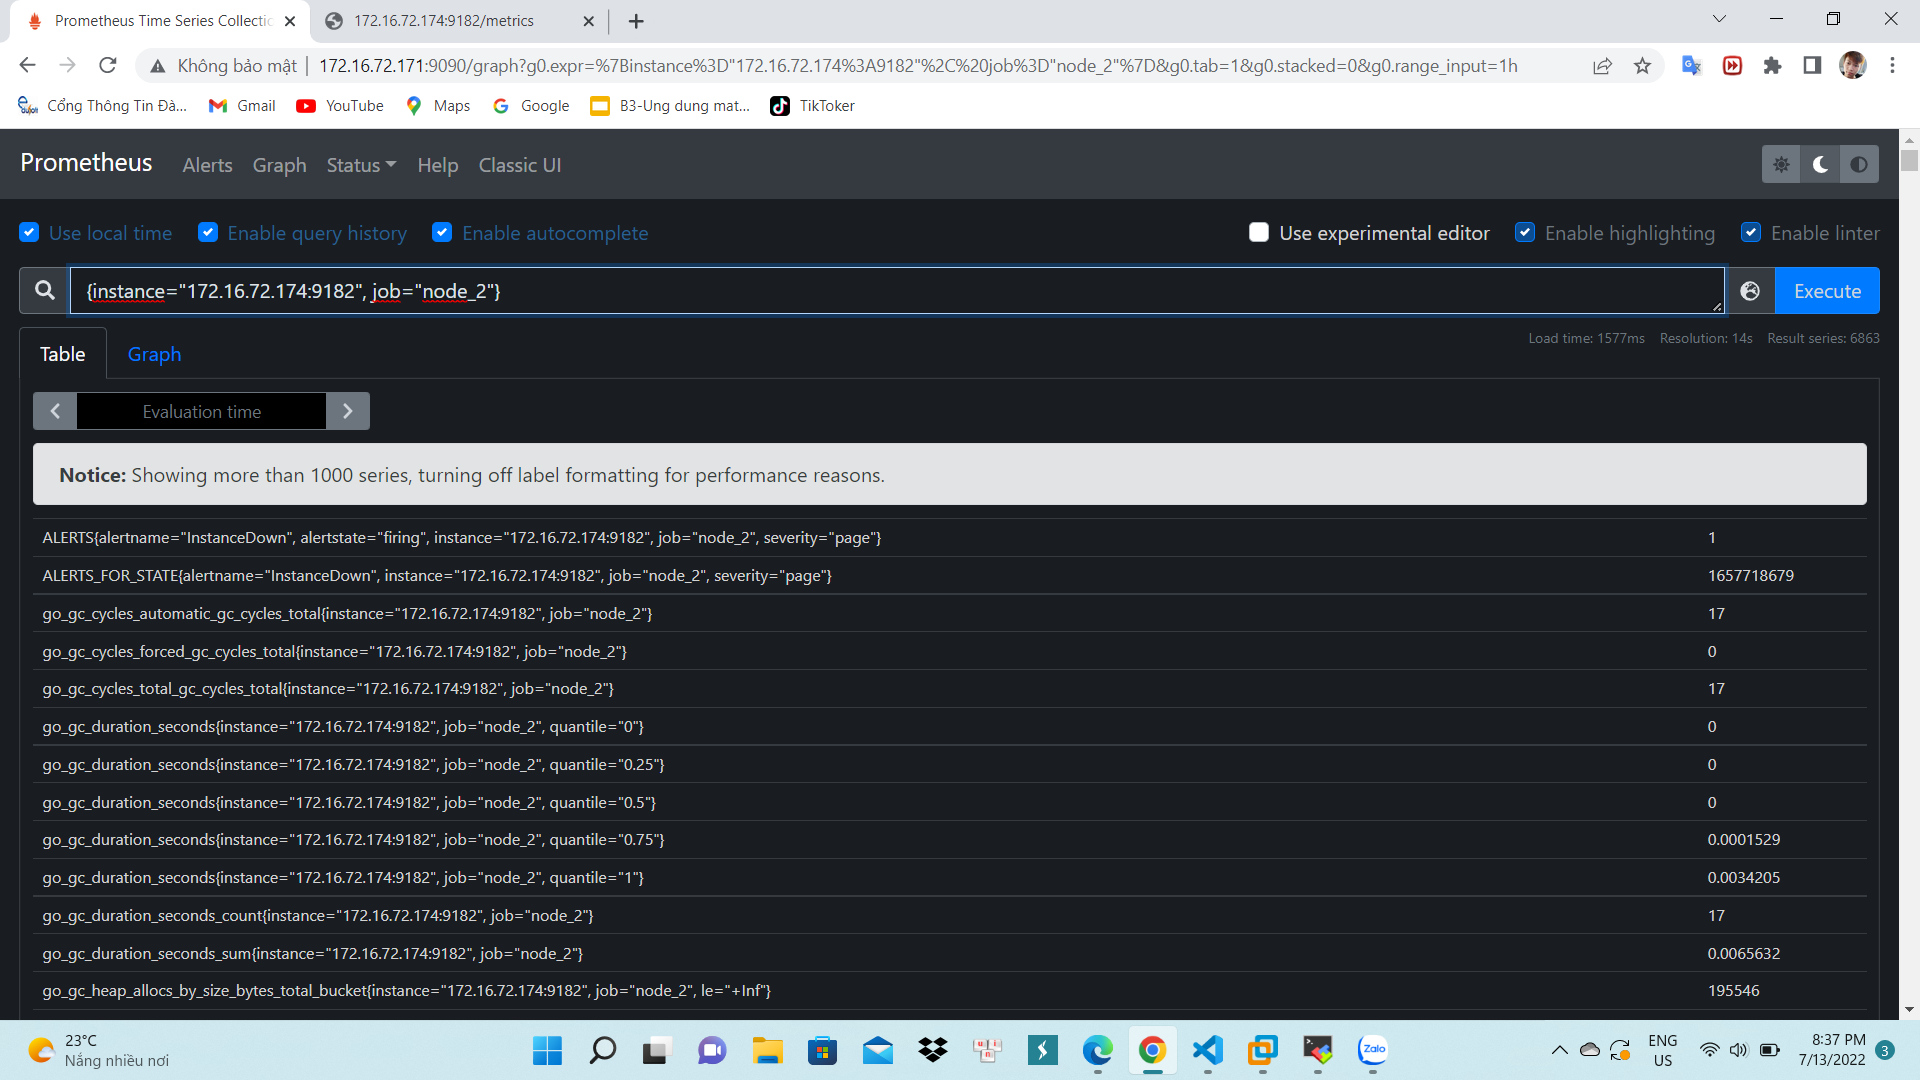 Prometheus Time Series Collectio
172.16.72.174:9182/metrics
Không bảo mật
172.16.72.171:9090/graph?g0.expr=%7Binstance%3D"172.16.72.174%3A9182"%2C%20job%3D"node_2"%7D&g0.tab=1&g0.stacked=0&g0.range_input=1h
Cổng Thông Tin Đà... Gmail YouTube Maps Google B3-Ung dung mat... TikToker
Prometheus Alerts Graph Status Help Classic UI
Use local time Enable query history Enable autocomplete Use experimental editor Enable highlighting Enable linter
{instance="172.16.72.174:9182", job="node_2"}
Execute
Table Graph
Load time: 1577ms Resolution: 14s Result series: 6863
Evaluation time
Notice: Showing more than 1000 series, turning off label formatting for performance reasons.
ALERTS{alertname="InstanceDown", alertstate="firing", instance="172.16.72.174:9182", job="node_2", severity="page"} 1
ALERTS_FOR_STATE{alertname="InstanceDown", instance="172.16.72.174:9182", job="node_2", severity="page"} 1657718679
go_gc_cycles_automatic_gc_cycles_total{instance="172.16.72.174:9182", job="node_2"} 17
go_gc_cycles_forced_gc_cycles_total{instance="172.16.72.174:9182", job="node_2"} 0
go_gc_cycles_total_gc_cycles_total{instance="172.16.72.174:9182", job="node_2"} 17
go_gc_duration_seconds{instance="172.16.72.174:9182", job="node_2", quantile="0"} 0
go_gc_duration_seconds{instance="172.16.72.174:9182", job="node_2", quantile="0.25"} 0
go_gc_duration_seconds{instance="172.16.72.174:9182", job="node_2", quantile="0.5"} 0
go_gc_duration_seconds{instance="172.16.72.174:9182", job="node_2", quantile="0.75"} 0.0001529
go_gc_duration_seconds{instance="172.16.72.174:9182", job="node_2", quantile="1"} 0.0034205
go_gc_duration_seconds_count{instance="172.16.72.174:9182", job="node_2"} 17
go_gc_duration_seconds_sum{instance="172.16.72.174:9182", job="node_2"} 0.0065632
go_gc_heap_allocs_by_size_bytes_total_bucket{instance="172.16.72.174:9182", job="node_2", le="+Inf"} 195546
23°C
Nắng nhiều nơi
Zalo
ENG
US
8:37 PM
7/13/2022
3